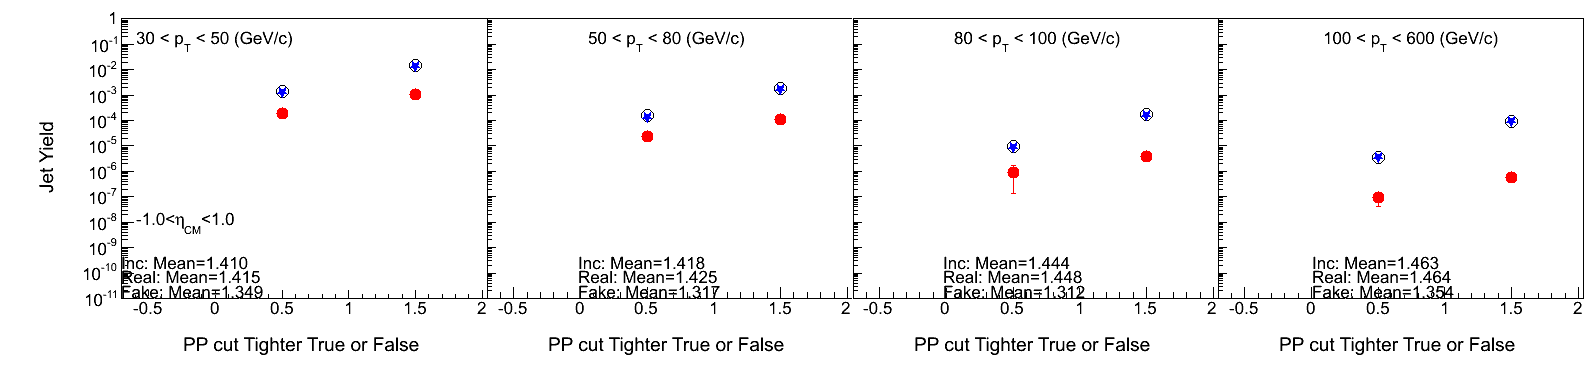 Jet Yield
1
10⁻¹
10⁻²
10⁻³
10⁻⁴
10⁻⁵
10⁻⁶
10⁻⁷
10⁻⁸
10⁻⁹
10⁻¹⁰
10⁻¹¹
30 < p_T < 50 (GeV/c)
-1.0<η_CM<1.0
Inc: Mean=1.410
Real: Mean=1.415
Fake: Mean=1.349
-0.5 0 0.5 1 1.5 2
PP cut Tighter True or False
50 < p_T < 80 (GeV/c)
Inc: Mean=1.418
Real: Mean=1.425
Fake: Mean=1.317
-0.5 0 0.5 1 1.5 2
PP cut Tighter True or False
80 < p_T < 100 (GeV/c)
Inc: Mean=1.444
Real: Mean=1.448
Fake: Mean=1.312
-0.5 0 0.5 1 1.5 2
PP cut Tighter True or False
100 < p_T < 600 (GeV/c)
Inc: Mean=1.463
Real: Mean=1.464
Fake: Mean=1.354
-0.5 0 0.5 1 1.5 2
PP cut Tighter True or False